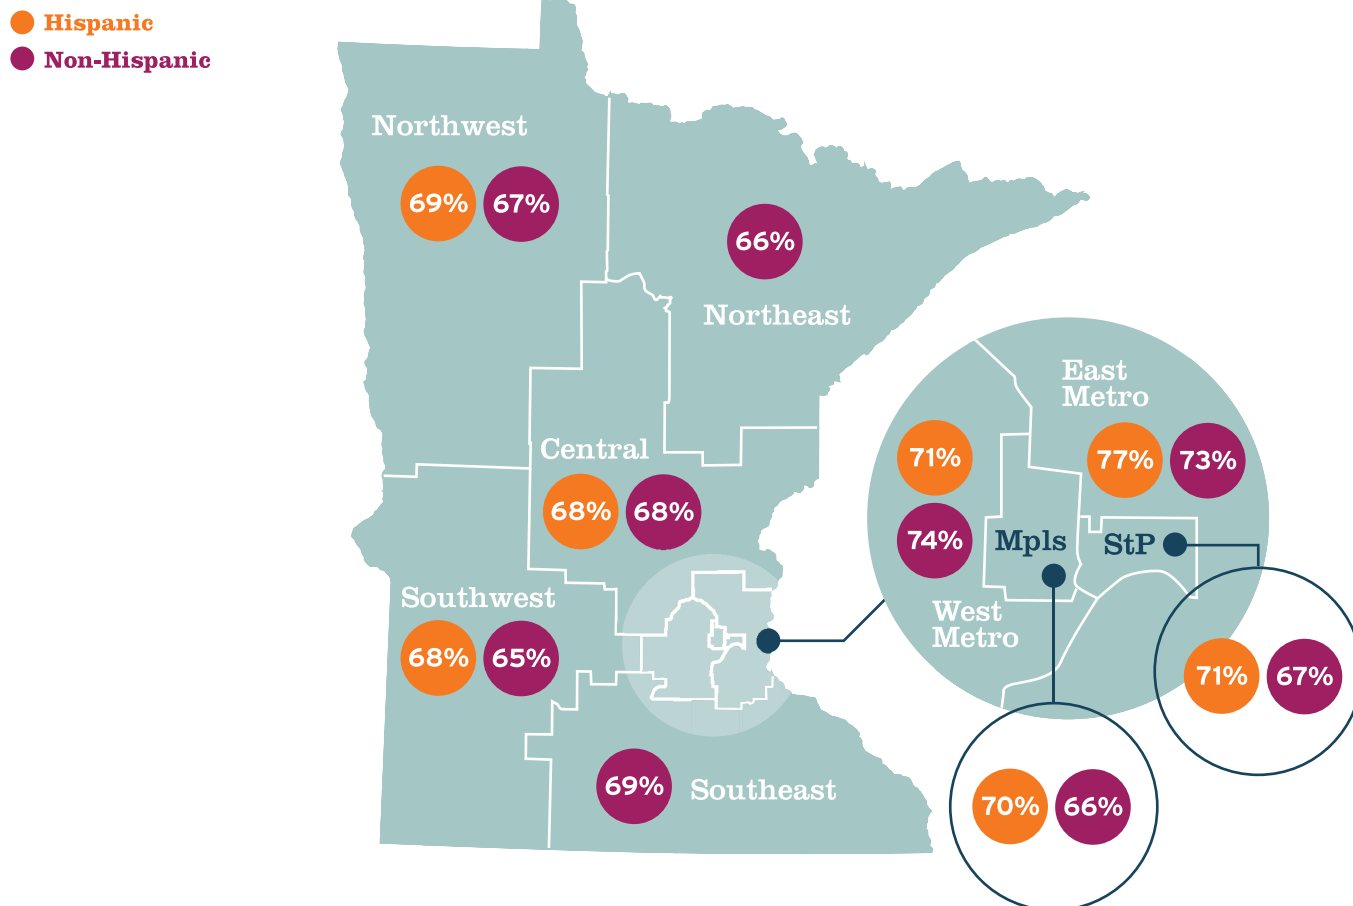 Hispanic
Non-Hispanic
Northwest
69% 67%
66%
Northeast
Central
68% 68%
Southwest
68% 65%
69% Southeast
East
Metro
77% 73%
71%
74%
West
Metro
Mpls
StP
71% 67%
70% 66%